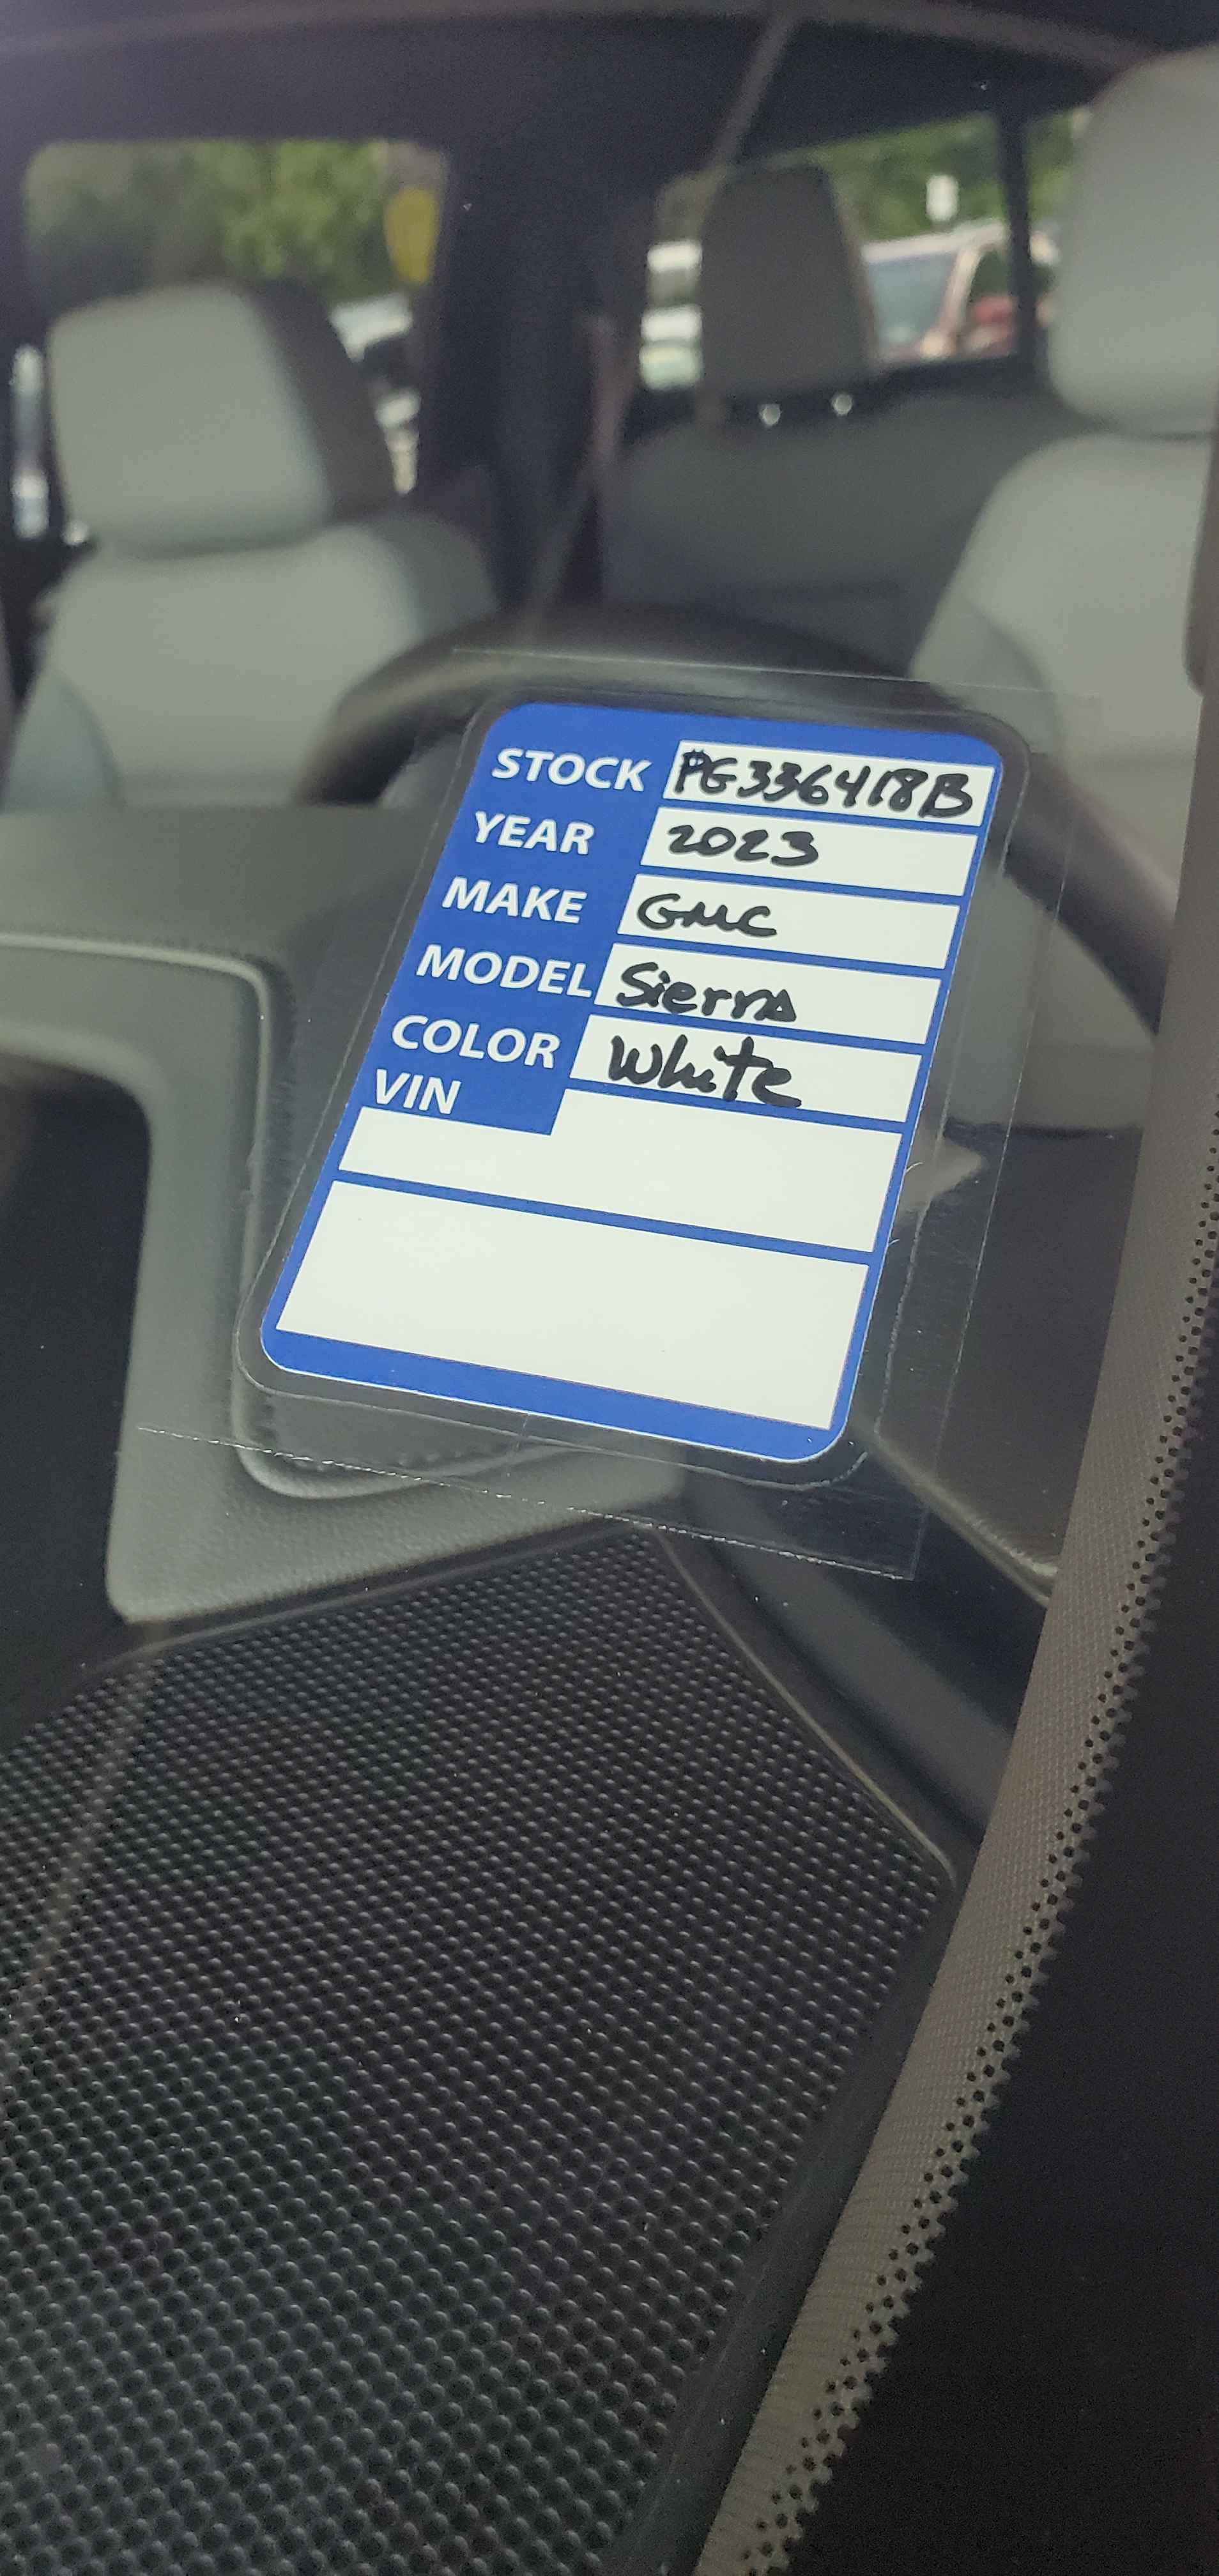 STOCK PG336418B
YEAR 2023
MAKE GMC
MODEL Sierra
COLOR White
VIN